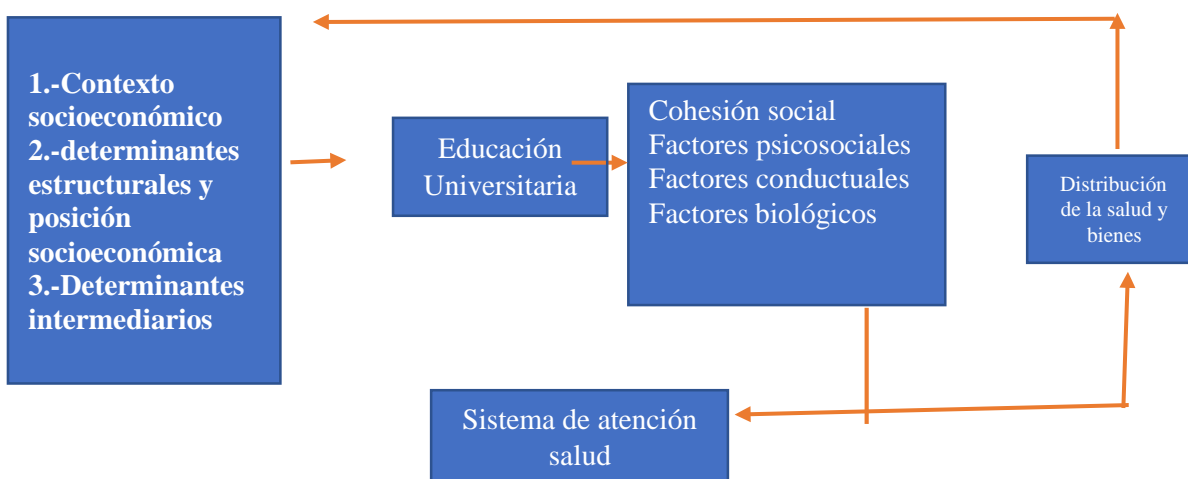 1.-Contexto
socioeconómico
2.-determinantes
estructurales y
posición
socioeconómica
3.-Determinantes
intermediarios
Educación
Universitaria
Cohesión social
Factores psicosociales
Factores conductuales
Factores biológicos
Distribución
de la salud y
bienes
Sistema de atención
salud